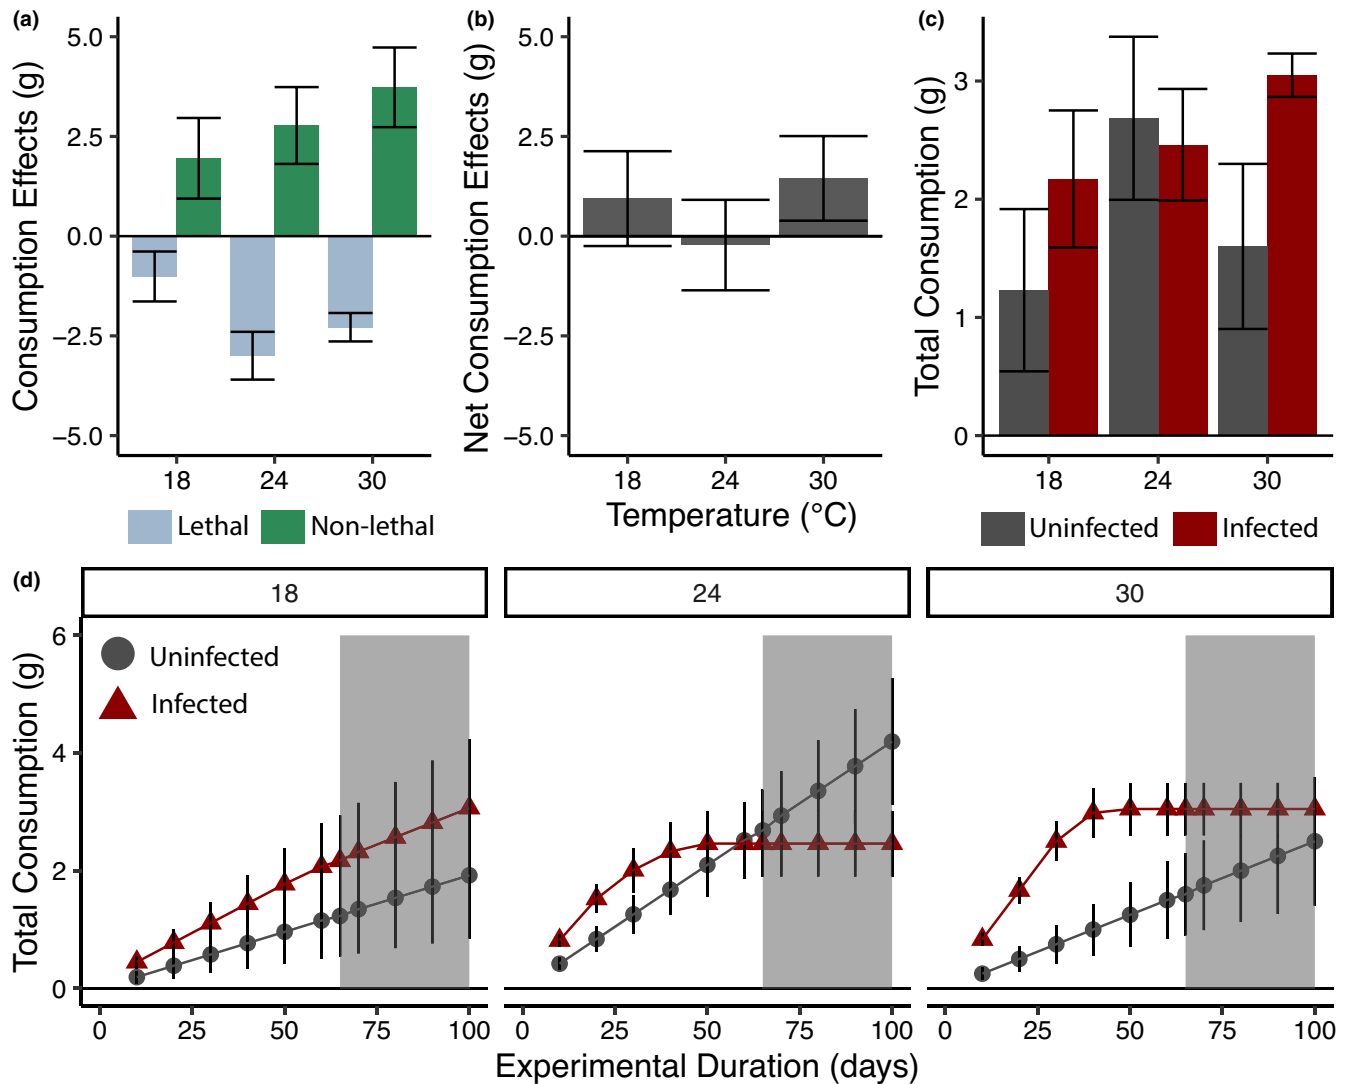 (a)
Consumption Effects (g)
5.0
2.5
0.0
−2.5
−5.0
18 24 30
Lethal Non-lethal
(b)
Net Consumption Effects (g)
5.0
2.5
0.0
−2.5
−5.0
18 24 30
Temperature (°C)
(c)
Total Consumption (g)
3
2
1
0
18 24 30
Uninfected Infected
(d)
18 24 30
Total Consumption (g)
6
4
2
0
Uninfected
Infected
0 25 50 75 100 0 25 50 75 100 0 25 50 75 100
Experimental Duration (days)